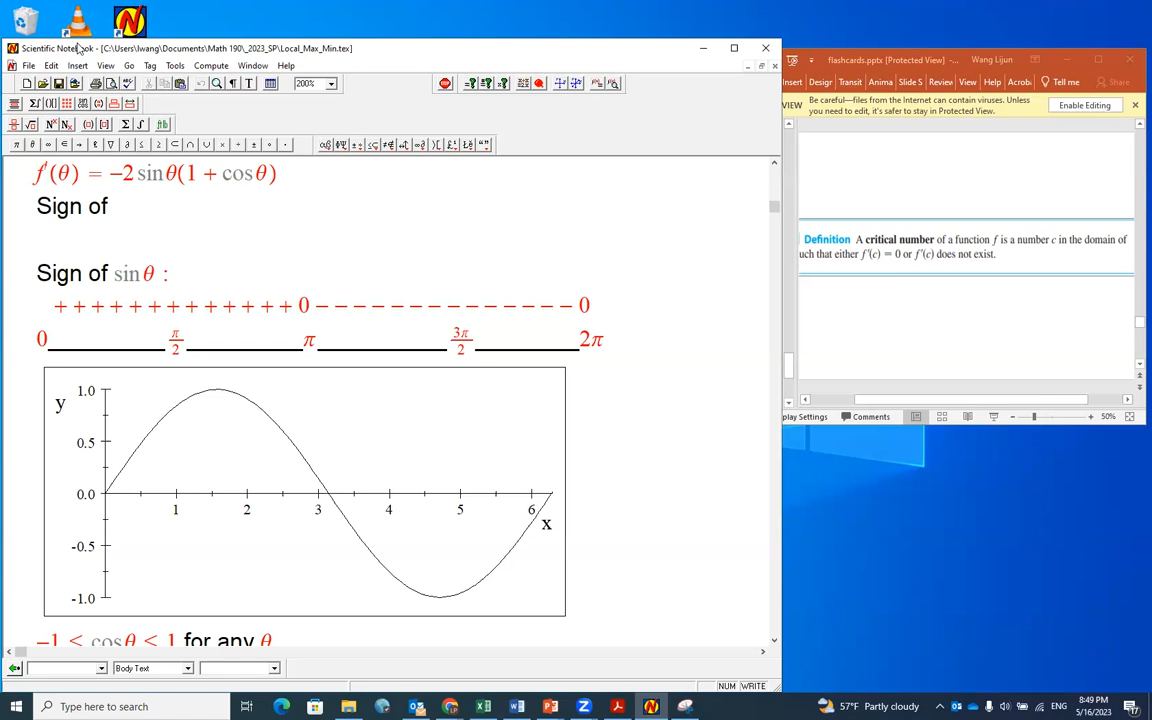 Scientific Notebook - [C:\Users\lwang\Documents\Math 190\_2023_SP\Local_Max_Min.tex]
File Edit Insert View Go Tag Tools Compute Window Help
200%
f′(θ) = −2 sin θ(1 + cos θ)
Sign of
Sign of sin θ :
+ + + + + + + + + + + + + 0 − − − − − − − − − − − − − − 0
0 π/2 π 3π/2 2π
y
1.0
0.5
0.0
-0.5
-1.0
1 2 3 4 5 6
x
−1 ≤ cos θ ≤ 1 for any θ
Body Text
NUM WRITE
flashcards.pptx [Protected View] - ... Wang Lijun
Insert Desigr Transit Anima Slide S Review View Help Acrob Tell me Share
VIEW Be careful—files from the Internet can contain viruses. Unless you need to edit, it's safer to stay in Protected View. Enable Editing
Definition A critical number of a function f is a number c in the domain of
uch that either f′(c) = 0 or f′(c) does not exist.
play Settings Comments 50%
Type here to search
57°F Partly cloudy
ENG
8:49 PM
5/16/2023
17